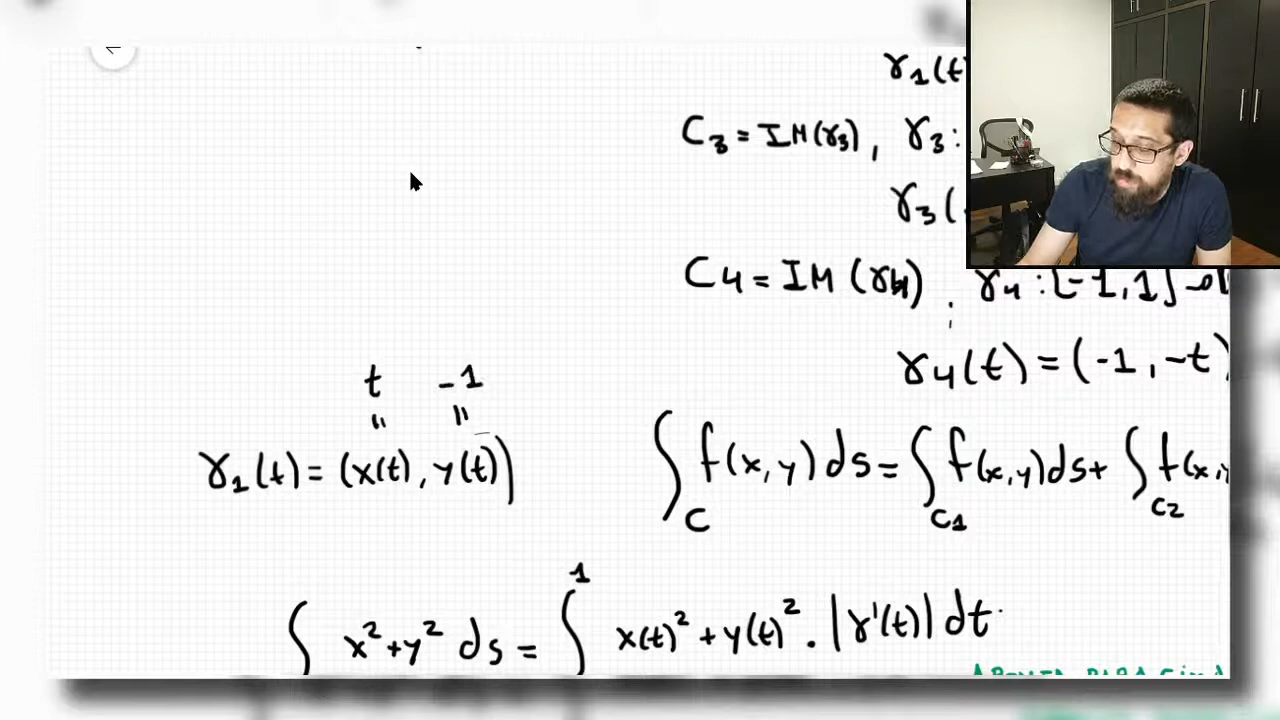 γ1(t
C3 = IM(γ3), γ3:
γ3(
C4 = IM (γ4), γ4:[-1,1]→
γ4(t) = (-1, -t)
t -1
" "
γ1(t) = (x(t), y(t))
∫C f(x,y) ds = ∫C1 f(x,y) ds + ∫C2 f(x,
∫ x² + y² ds = ∫ 1 x(t)² + y(t)² . |γ'(t)| dt